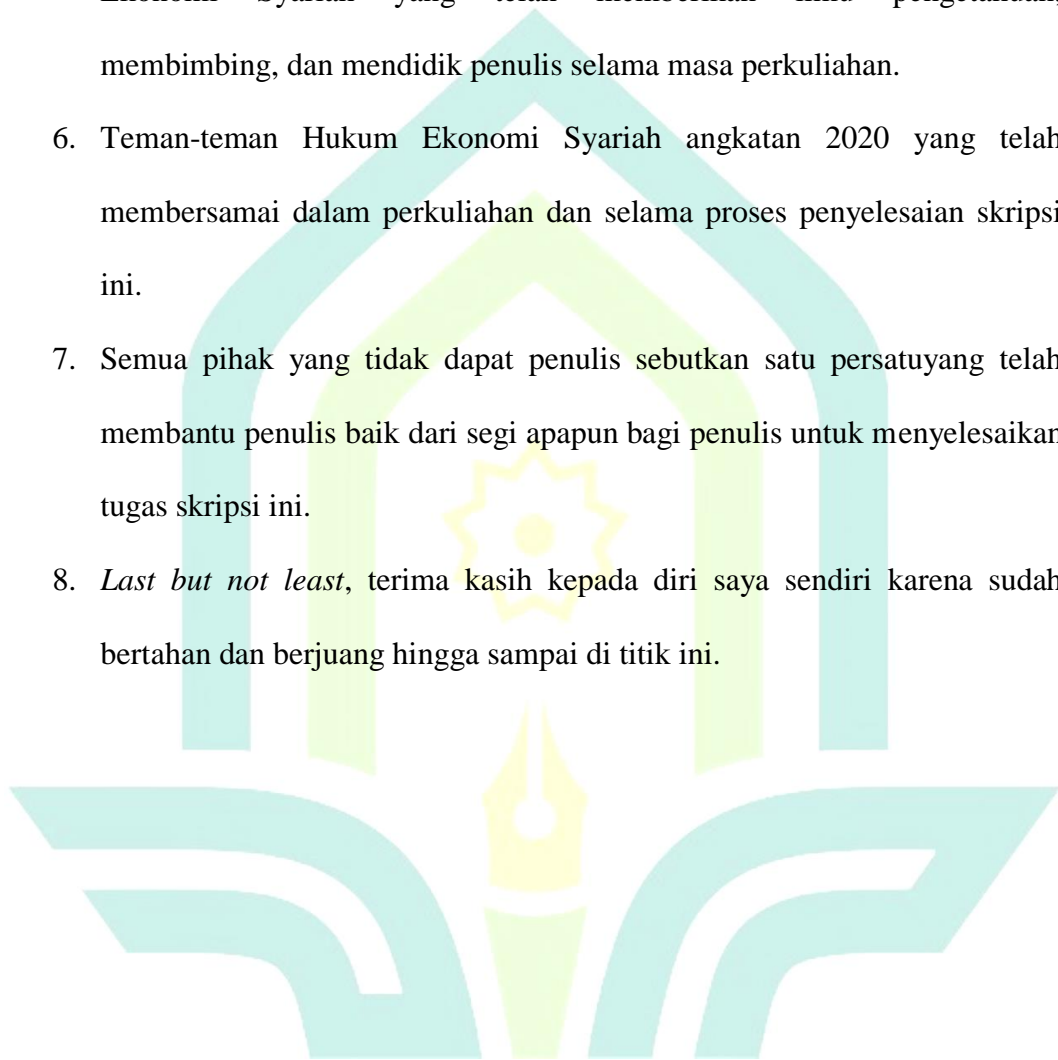 Ekonomi Syariah yang telah memberikan ilmu pengetahuan,
membimbing, dan mendidik penulis selama masa perkuliahan.
6. Teman-teman Hukum Ekonomi Syariah angkatan 2020 yang telah
membersamai dalam perkuliahan dan selama proses penyelesaian skripsi
ini.
7. Semua pihak yang tidak dapat penulis sebutkan satu persatuyang telah
membantu penulis baik dari segi apapun bagi penulis untuk menyelesaikan
tugas skripsi ini.
8. Last but not least, terima kasih kepada diri saya sendiri karena sudah
bertahan dan berjuang hingga sampai di titik ini.